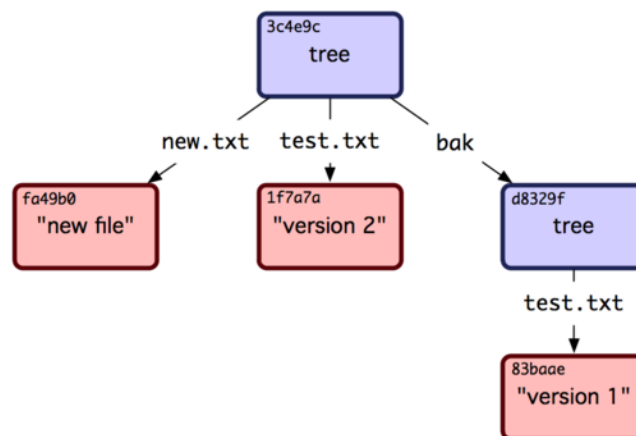 3c4e9c
tree
new.txt
test.txt
bak
fa49b0
"new file"
1f7a7a
"version 2"
d8329f
tree
test.txt
83baae
"version 1"